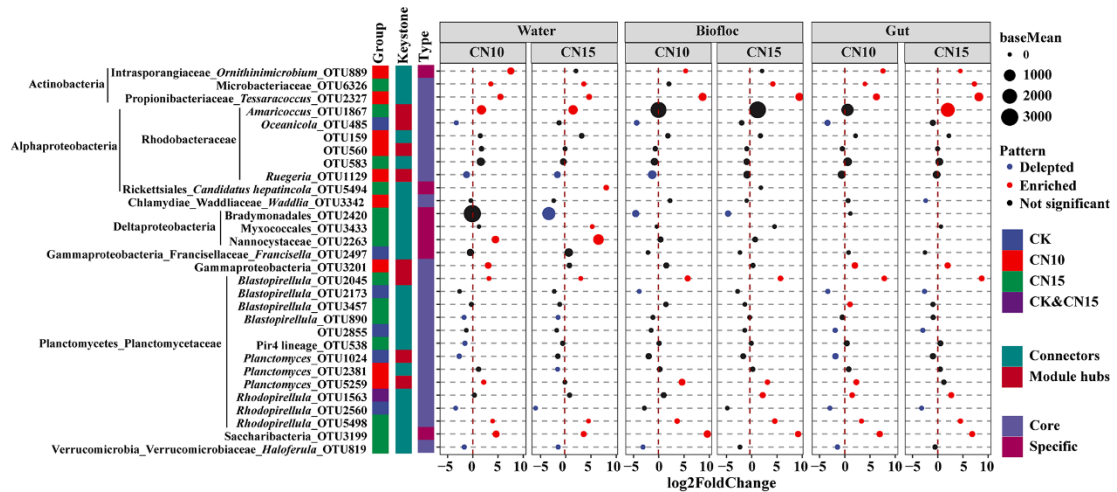 Group
Keystone
Type
Water
Biofloc
Gut
CN10
CN15
CN10
CN15
CN10
CN15
Actinobacteria
Intrasporangiaceae_Ornithinimicrobium_OTU889
Microbacteriaceae_OTU6326
Propionibacteriaceae_Tessaracoccus_OTU2327
Alphaproteobacteria
Rhodobacteraceae
Amaricoccus_OTU1867
Oceanicola_OTU485
OTU159
OTU560
OTU583
Ruegeria_OTU1129
Rickettsiales_Candidatus hepatincola_OTU5494
Chlamydiae_Waddliaceae_Waddlia_OTU3342
Deltaproteobacteria
Bradymonadales_OTU2420
Myxococcales_OTU3433
Nannocystaceae_OTU2263
Gammaproteobacteria_Francisellaceae_Francisella_OTU2497
Gammaproteobacteria_OTU3201
Planctomycetes_Planctomycetaceae
Blastopirellula_OTU2045
Blastopirellula_OTU2173
Blastopirellula_OTU3457
Blastopirellula_OTU890
OTU2855
Pir4 lineage_OTU538
Planctomyces_OTU1024
Planctomyces_OTU2381
Planctomyces_OTU5259
Rhodopirellula_OTU1563
Rhodopirellula_OTU2560
Rhodopirellula_OTU5498
Saccharibacteria_OTU3199
Verrucomicrobia_Verrucomicrobiaceae_Haloferula_OTU819
−5 0 5 10
−5 0 5 10
−5 0 5 10
−5 0 5 10
−5 0 5 10
−5 0 5 10
log2FoldChange
baseMean
0
1000
2000
3000
Pattern
Delepted
Enriched
Not significant
CK
CN10
CN15
CK&CN15
Connectors
Module hubs
Core
Specific